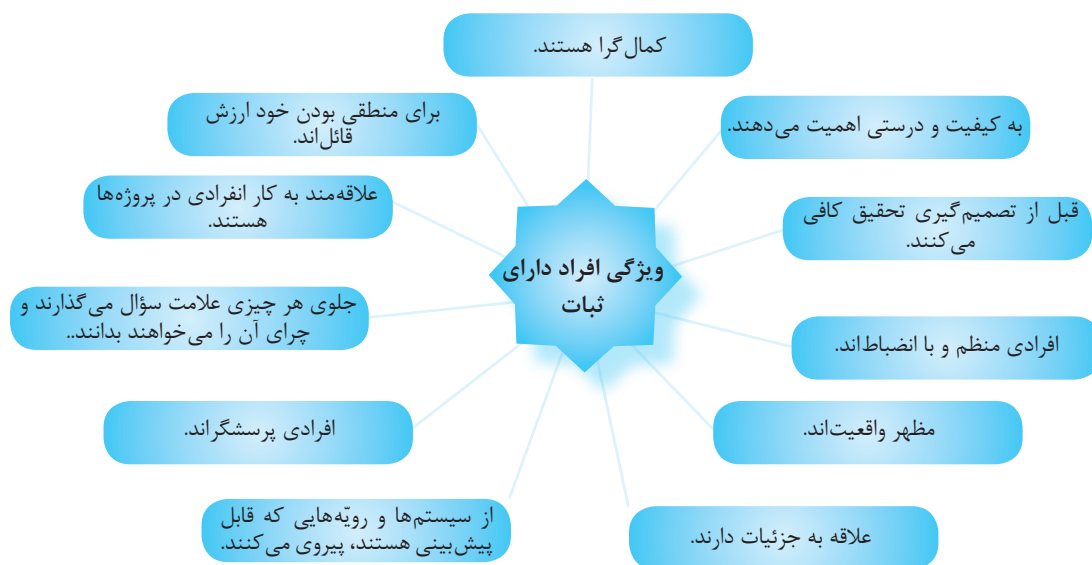 ویژگی افراد دارای
ثبات
کمال‌گرا هستند.
به کیفیت و درستی اهمیت می‌دهند.
قبل از تصمیم‌گیری تحقیق کافی
می‌کنند.
افرادی منظم و با انضباط‌اند.
مظهر واقعیت‌اند.
علاقه به جزئیات دارند.
از سیستم‌ها و رویّه‌هایی که قابل
پیش‌بینی هستند، پیروی می‌کنند.
افرادی پرسشگراند.
جلوی هر چیزی علامت سؤال می‌گذارند و
چرای آن را می‌خواهند بدانند..
علاقه‌مند به کار انفرادی در پروژه‌ها
هستند.
برای منطقی بودن خود ارزش
قائل‌اند.